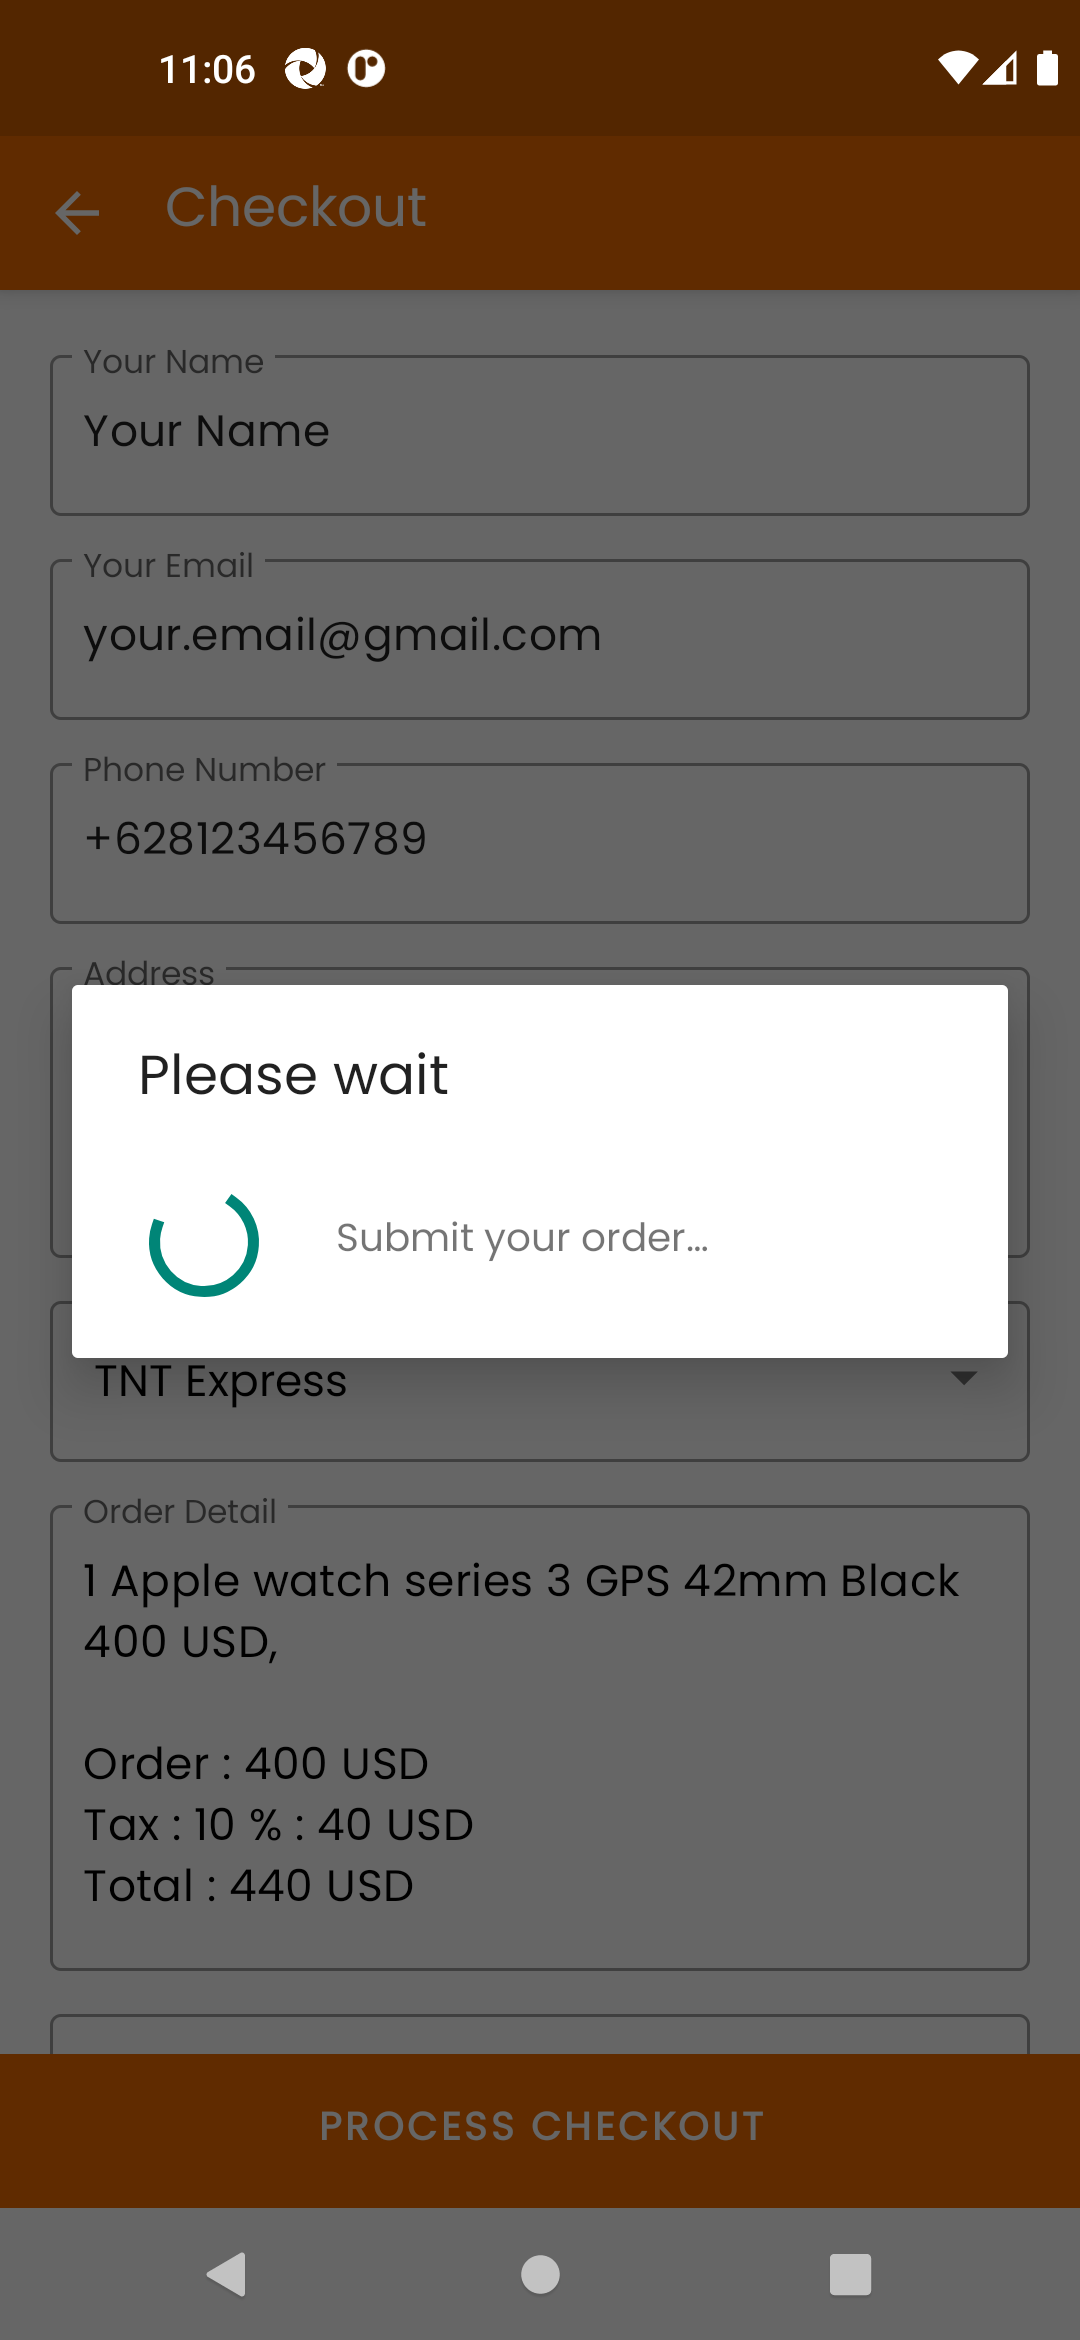 11:06
Checkout
Your Name
Your Name
Your Email
your.email@gmail.com
Phone Number
+628123456789
Address
Please wait
Submit your order...
TNT Express
Order Detail
1 Apple watch series 3 GPS 42mm Black
400 USD,
Order : 400 USD
Tax : 10 % : 40 USD
Total : 440 USD
PROCESS CHECKOUT